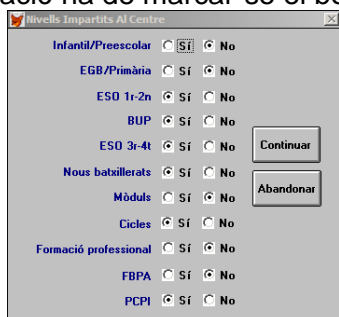 Nivells Impartits Al Centre
Infantil/Preescolar Sí No
EGB/Primària Sí No
ESO 1r-2n Sí No
BUP Sí No
ESO 3r-4t Sí No
Continuar
Nous batxillerats Sí No
Abandonar
Mòduls Sí No
Cicles Sí No
Formació professional Sí No
FBPA Sí No
PCPI Sí No